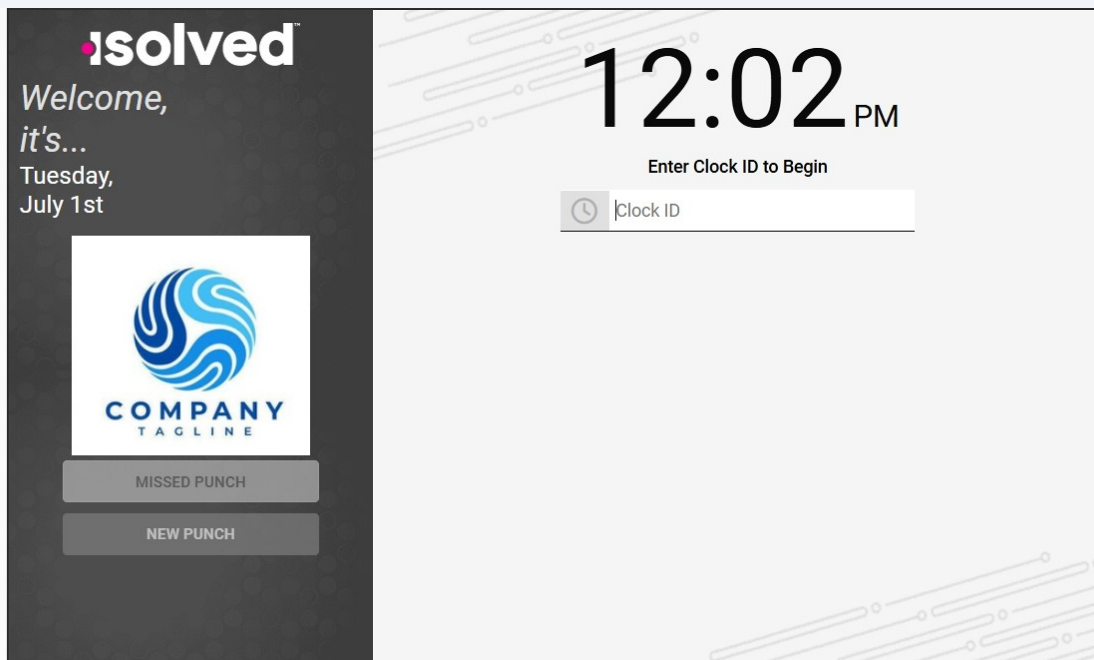 isolved™
Welcome,
it's...
Tuesday,
July 1st
COMPANY
TAGLINE
MISSED PUNCH
NEW PUNCH
12:02 PM
Enter Clock ID to Begin
Clock ID